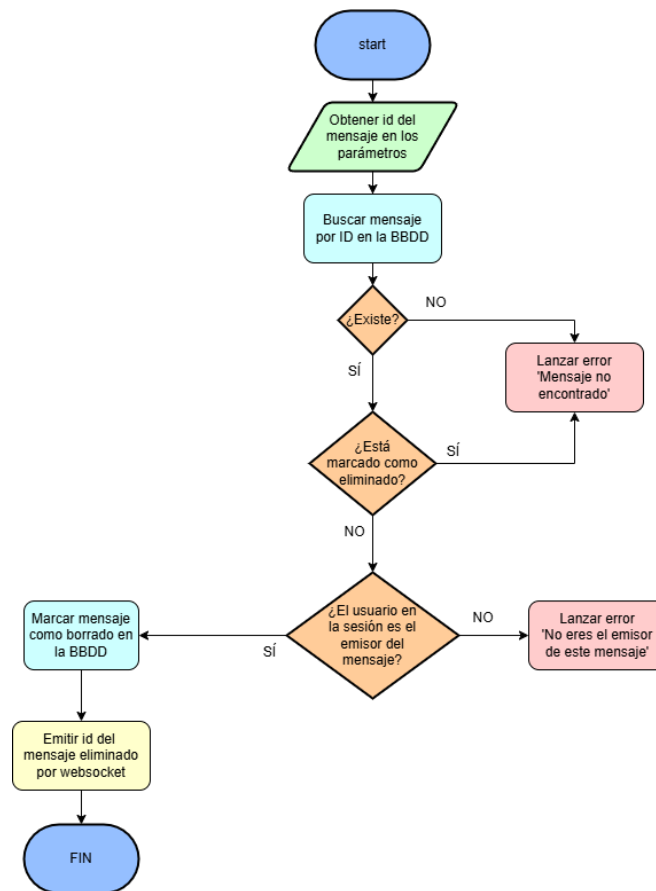 start
Obtener id del
mensaje en los
parámetros
Buscar mensaje
por ID en la BBDD
¿Existe?
NO
Lanzar error
'Mensaje no
encontrado'
SÍ
¿Está
marcado como
eliminado?
SÍ
NO
¿El usuario en
la sesión es el
emisor del
mensaje?
NO
Lanzar error
'No eres el emisor
de este mensaje'
SÍ
Marcar mensaje
como borrado en
la BBDD
Emitir id del
mensaje eliminado
por websocket
FIN